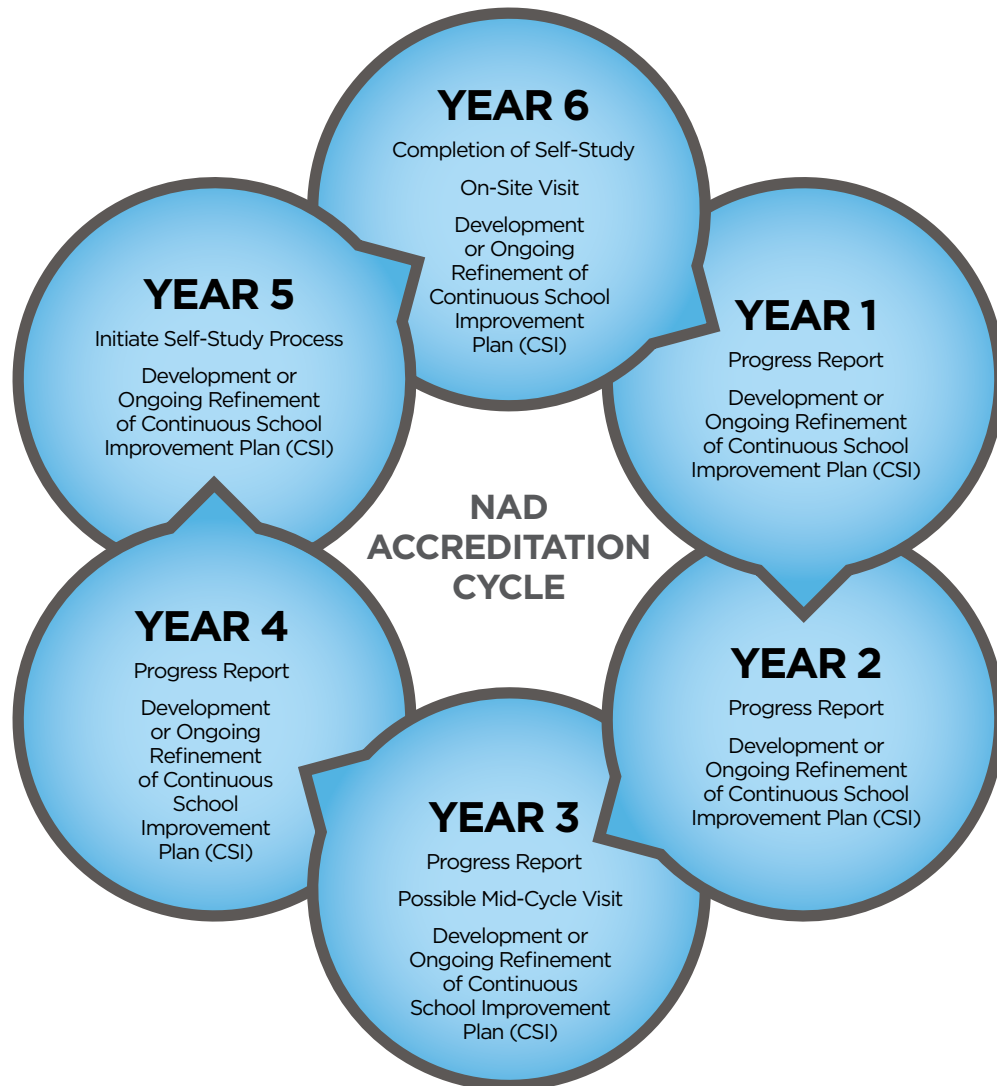 YEAR 6
Completion of Self-Study
On-Site Visit
Development
or Ongoing
Refinement of
Continuous School
Improvement
Plan (CSI)
YEAR 1
Progress Report
Development or
Ongoing Refinement
of Continuous School
Improvement Plan (CSI)
YEAR 2
Progress Report
Development or
Ongoing Refinement
of Continuous School
Improvement Plan (CSI)
YEAR 3
Progress Report
Possible Mid-Cycle Visit
Development or
Ongoing Refinement
of Continuous
School Improvement
Plan (CSI)
YEAR 4
Progress Report
Development
or Ongoing
Refinement
of Continuous
School
Improvement
Plan (CSI)
YEAR 5
Initiate Self-Study Process
Development or
Ongoing Refinement
of Continuous School
Improvement Plan (CSI)
NAD
ACCREDITATION
CYCLE